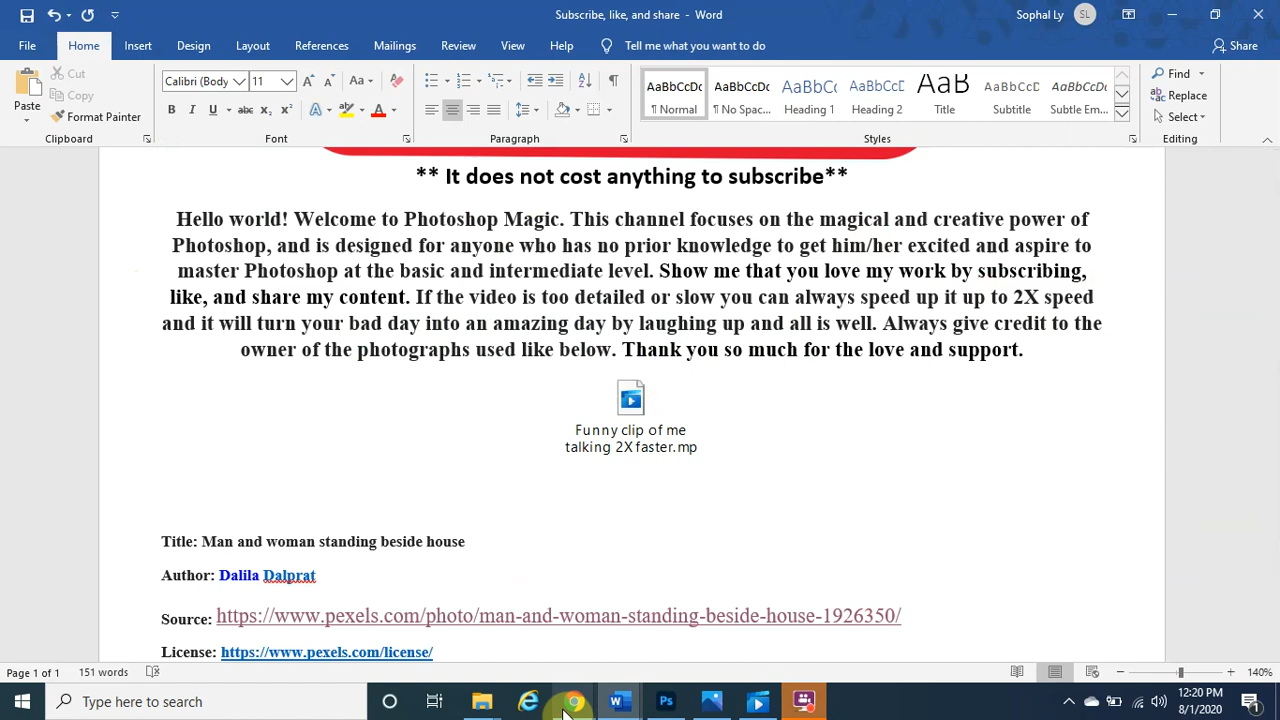 Subscribe, like, and share - Word
Sophal Ly
SL
File Home Insert Design Layout References Mailings Review View Help Tell me what you want to do Share
Paste
Cut
Copy
Format Painter
Clipboard
Calibri (Body 11
Aa
B I U abc x2 x2 A A
Font
Paragraph
AaBbCcDc AaBbCcDc AaBbCc AaBbCcD AaB AaBbCcDc AaBbCcDc
¶ Normal ¶ No Spac... Heading 1 Heading 2 Title Subtitle Subtle Em...
Styles
Find
Replace
Select
Editing
** It does not cost anything to subscribe**
Hello world! Welcome to Photoshop Magic. This channel focuses on the magical and creative power of
Photoshop, and is designed for anyone who has no prior knowledge to get him/her excited and aspire to
master Photoshop at the basic and intermediate level. Show me that you love my work by subscribing,
like, and share my content. If the video is too detailed or slow you can always speed up it up to 2X speed
and it will turn your bad day into an amazing day by laughing up and all is well. Always give credit to the
owner of the photographs used like below. Thank you so much for the love and support.
Funny clip of me
talking 2X faster.mp
Title: Man and woman standing beside house
Author: Dalila Dalprat
Source: https://www.pexels.com/photo/man-and-woman-standing-beside-house-1926350/
License: https://www.pexels.com/license/
Page 1 of 1 151 words 140%
Type here to search
12:20 PM
8/1/2020